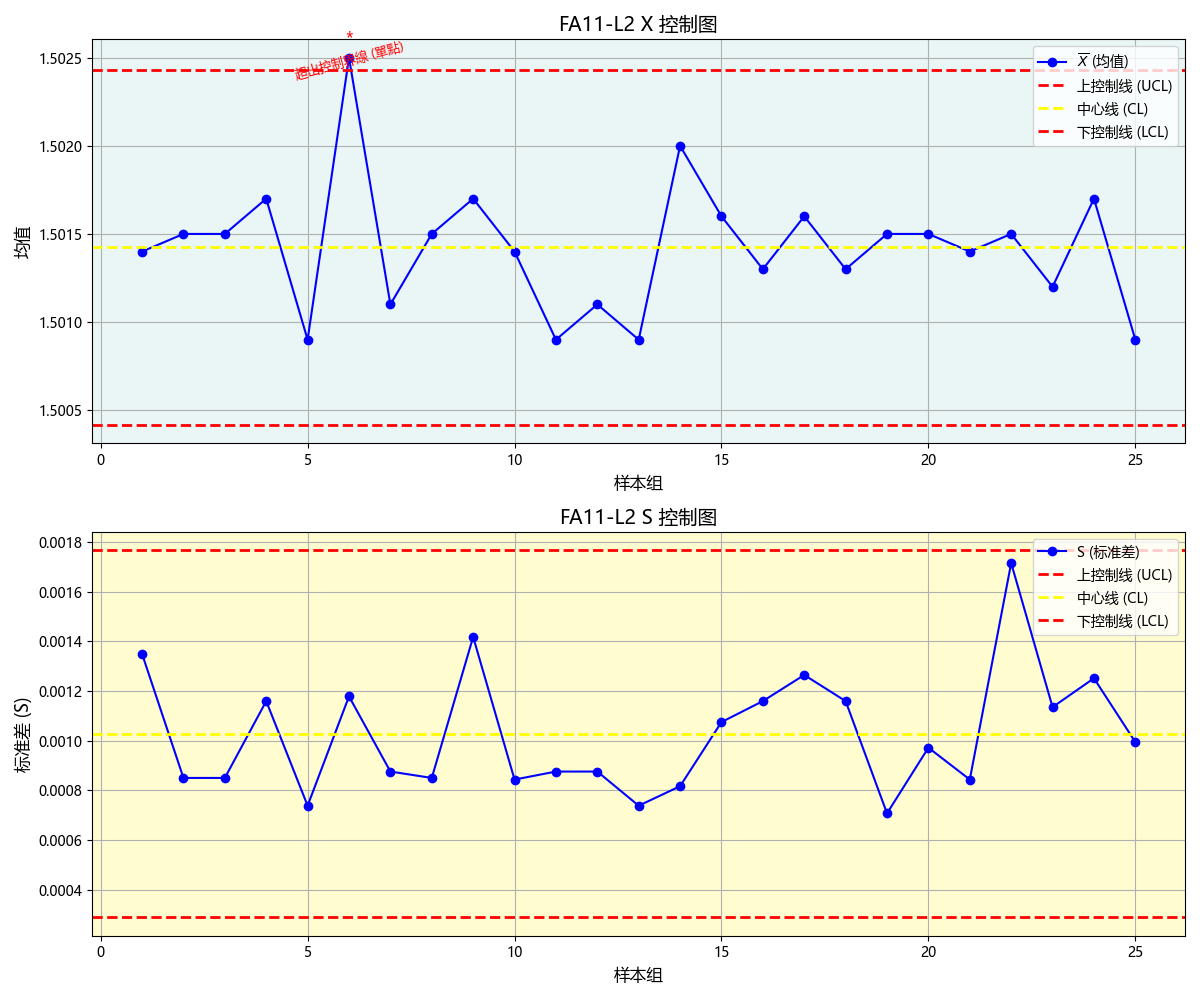 FA11-L2 X 控制图
*
超出控制界線 (單點)
X (均值)
上控制线 (UCL)
中心线 (CL)
下控制线 (LCL)
均值
1.5025
1.5020
1.5015
1.5010
1.5005
0 5 10 15 20 25
样本组
FA11-L2 S 控制图
S (标准差)
上控制线 (UCL)
中心线 (CL)
下控制线 (LCL)
标准差 (S)
0.0018
0.0016
0.0014
0.0012
0.0010
0.0008
0.0006
0.0004
0 5 10 15 20 25
样本组